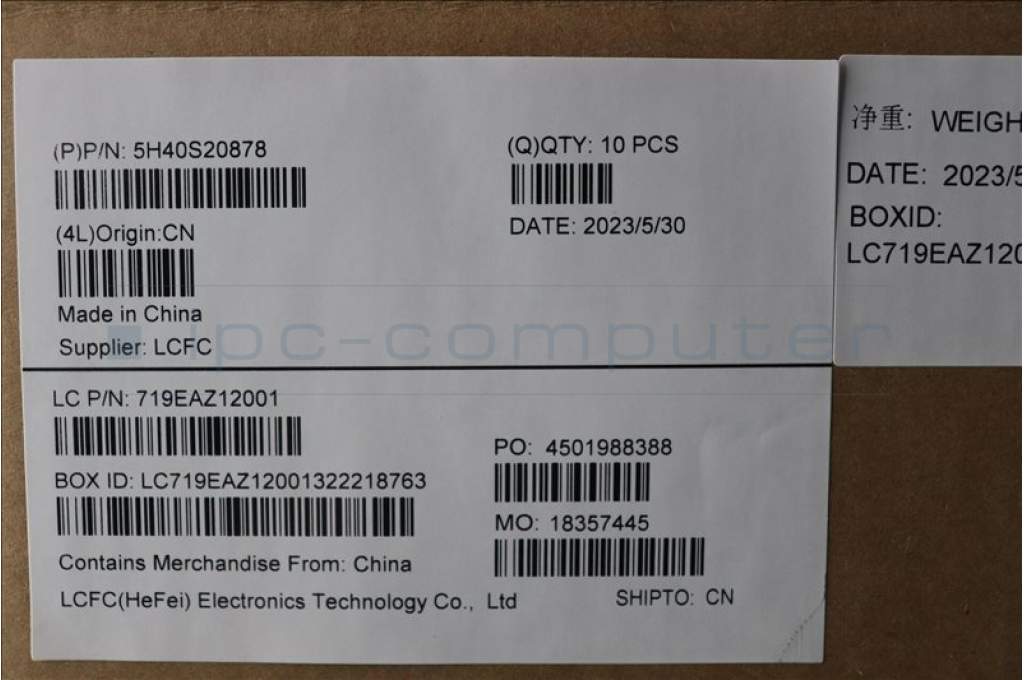 (P)P/N: 5H40S20878
(Q)QTY: 10 PCS
(4L)Origin:CN
DATE: 2023/5/30
Made in China
Supplier: LCFC
LC P/N: 719EAZ12001
BOX ID: LC719EAZ12001322218763
PO: 4501988388
MO: 18357445
Contains Merchandise From: China
LCFC(HeFei) Electronics Technology Co., Ltd
SHIPTO: CN
净重: WEIGH
DATE: 2023/5
BOXID:
LC719EAZ120
ipc-computer